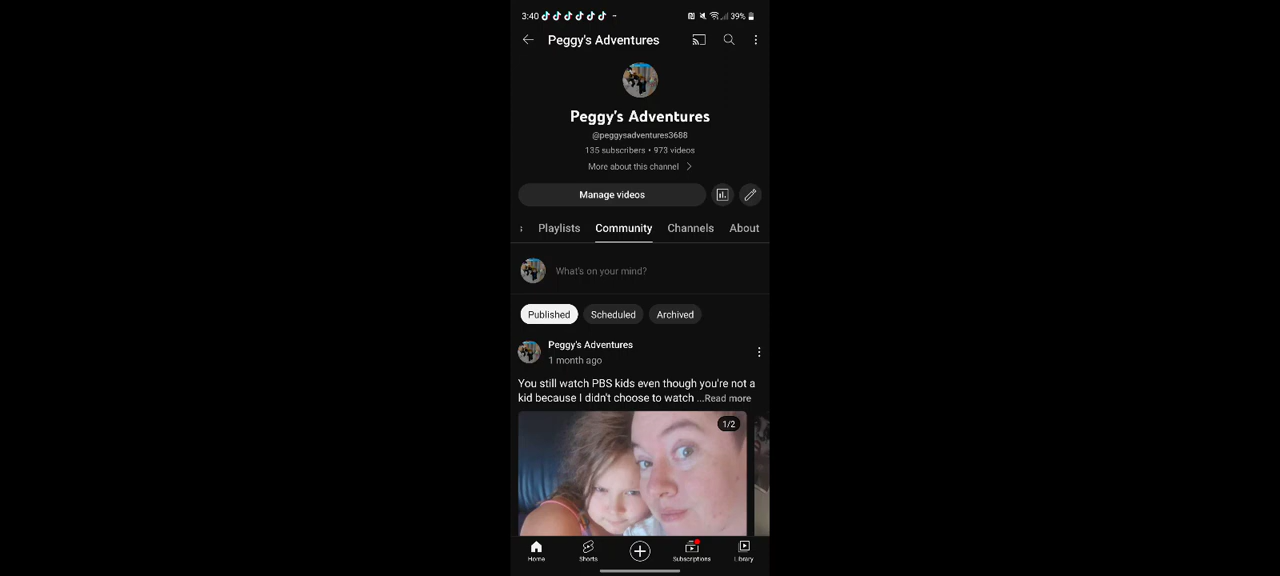 3:40 39%
Peggy's Adventures
Peggy's Adventures
@peggysadventures3688
135 subscribers • 973 videos
More about this channel
Manage videos
Playlists Community Channels About
What's on your mind?
Published Scheduled Archived
Peggy's Adventures
1 month ago
You still watch PBS kids even though you're not a
kid because I didn't choose to watch ...Read more
1/2
Home Shorts Subscriptions Library